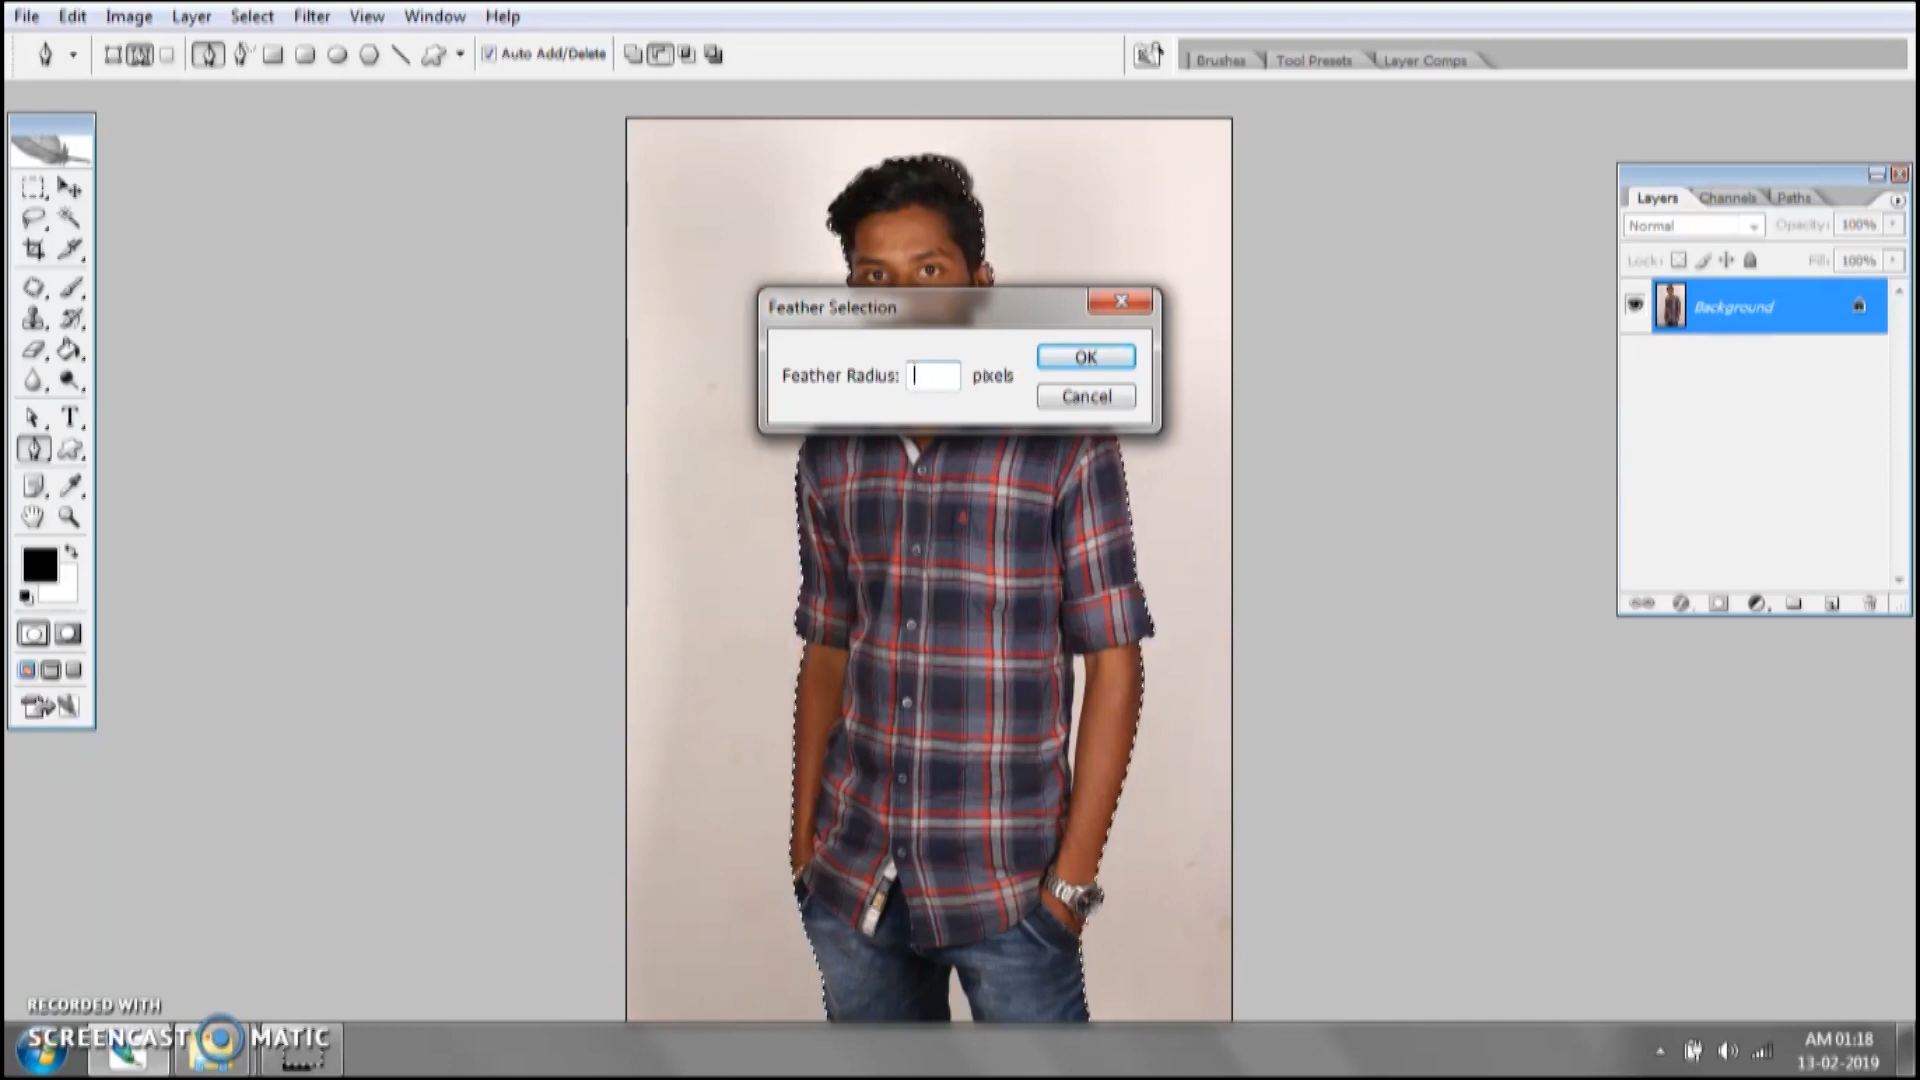 File Edit Image Layer Select Filter View Window Help
Auto Add/Delete
Brushes Tool Presets Layer Comps
Layers Channels Paths
Normal Opacity: 100%
Lock: Fill: 100%
Background
Feather Selection
Feather Radius: pixels
OK
Cancel
T
RECORDED WITH
SCREENCAST MATIC
AM 01:18
13-02-2019